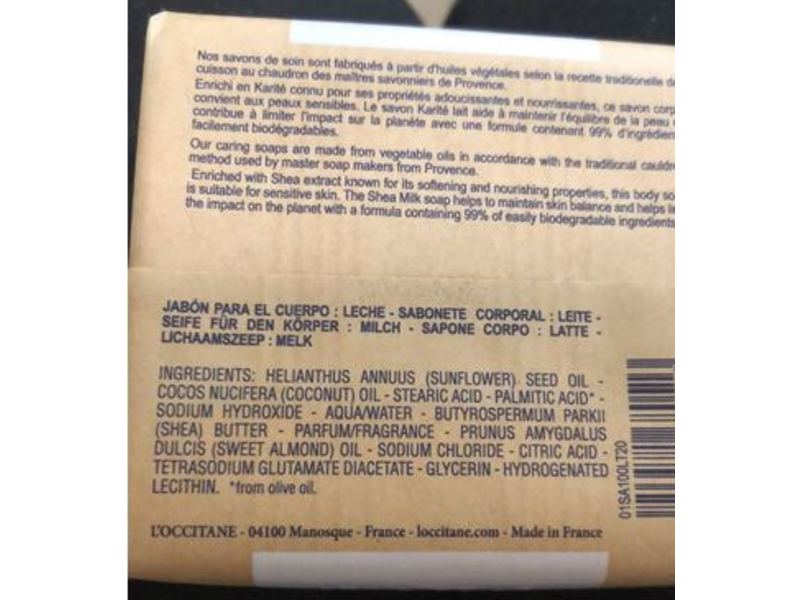 Nos savons de soin sont fabriqués à partir d'huiles végétales selon la recette traditionelle
cuisson au chaudron des maîtres savonniers de Provence.
Enrichi en Karité connu pour ses propriétés adoucissantes et nourrissantes, ce savon
convient aux peaux sensibles. Le savon Karité lait aide à maintenir l'équilibre de la peau
contribue à limiter l'impact sur la planète avec une formule contenant 99%
facilement biodégradables.
Our caring soaps are made from vegetable oils in accordance with the traditional
method used by master soap makers from Provence.
Enriched with Shea extract known for its softening and nourishing properties, this body
is suitable for sensitive skin. The Shea Milk soap helps to maintain skin balance and helps
the impact on the planet with a formula containing 99% of easily biodegradable ingredients
JABÓN PARA EL CUERPO : LECHE - SABONETE CORPORAL : LEITE -
SEIFE FÜR DEN KÖRPER : MILCH - SAPONE CORPO : LATTE -
LICHAAMSZEEP : MELK
INGREDIENTS: HELIANTHUS ANNUUS (SUNFLOWER) SEED OIL -
COCOS NUCIFERA (COCONUT) OIL - STEARIC ACID - PALMITIC ACID* -
SODIUM HYDROXIDE - AQUA/WATER - BUTYROSPERMUM PARKII
(SHEA) BUTTER - PARFUM/FRAGRANCE - PRUNUS AMYGDALUS
DULCIS (SWEET ALMOND) OIL - SODIUM CHLORIDE - CITRIC ACID -
TETRASODIUM GLUTAMATE DIACETATE - GLYCERIN - HYDROGENATED
LECITHIN. *from olive oil.
01SA100LT20
L'OCCITANE - 04100 Manosque - France - loccitane.com - Made in France